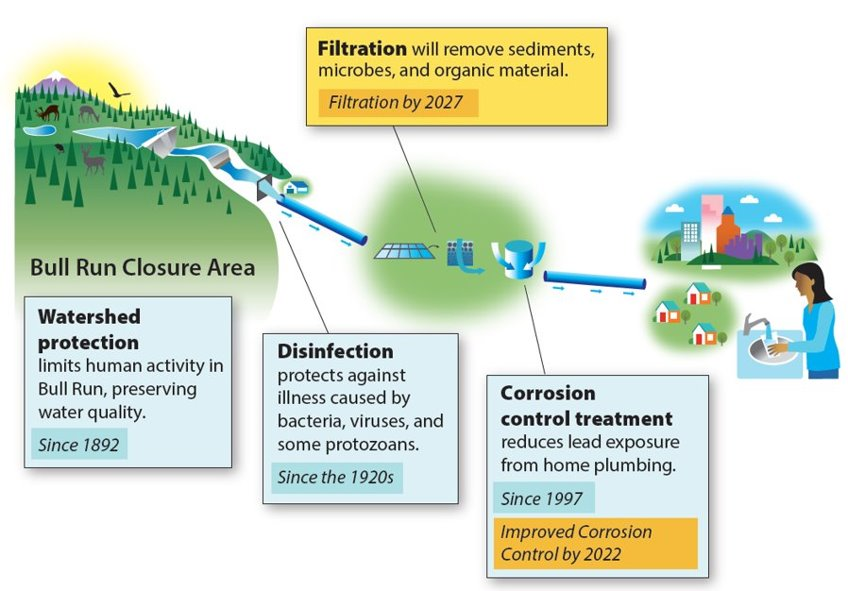 Filtration will remove sediments,
microbes, and organic material.
Filtration by 2027
Bull Run Closure Area
Watershed
protection
limits human activity in
Bull Run, preserving
water quality.
Since 1892
Disinfection
protects against
illness caused by
bacteria, viruses, and
some protozoans.
Since the 1920s
Corrosion
control treatment
reduces lead exposure
from home plumbing.
Since 1997
Improved Corrosion
Control by 2022